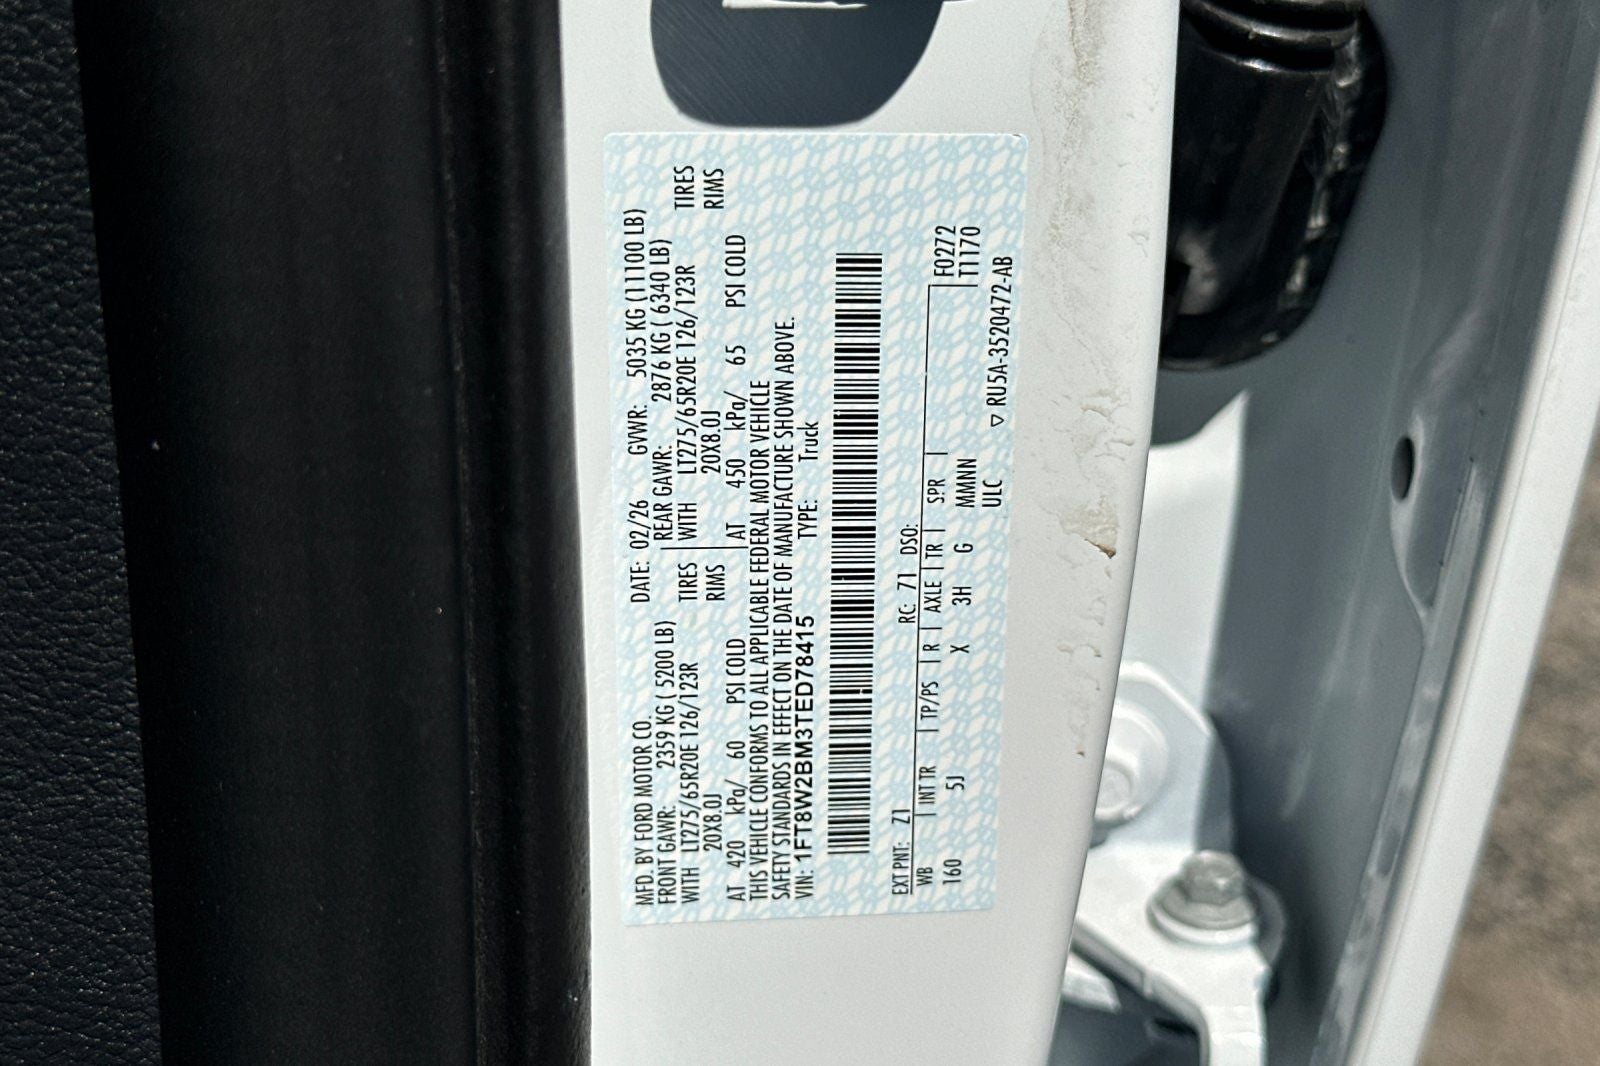 MFD. BY FORD MOTOR CO.
DATE: 02/26 GVWR: 5035 KG (11100 LB)
FRONT GAWR: 2359 KG ( 5200 LB) REAR GAWR: 2876 KG ( 6340 LB)
WITH LT275/65R20E 126/123R TIRES WITH LT275/65R20E 126/123R TIRES
20X8.0J RIMS 20X8.0J RIMS
AT 420 kPa/ 60 PSI COLD AT 450 kPa/ 65 PSI COLD
THIS VEHICLE CONFORMS TO ALL APPLICABLE FEDERAL MOTOR VEHICLE
SAFETY STANDARDS IN EFFECT ON THE DATE OF MANUFACTURE SHOWN ABOVE.
VIN: 1FT8W2BM3TED78415 TYPE: Truck
EXT PNT: Z1 RC: 71 DSO:
WB INT TR TP/PS R AXLE TR SPR F0272
160 5J X 3H G MMNN T1170
ULC ▽ RU5A-3520472-AB